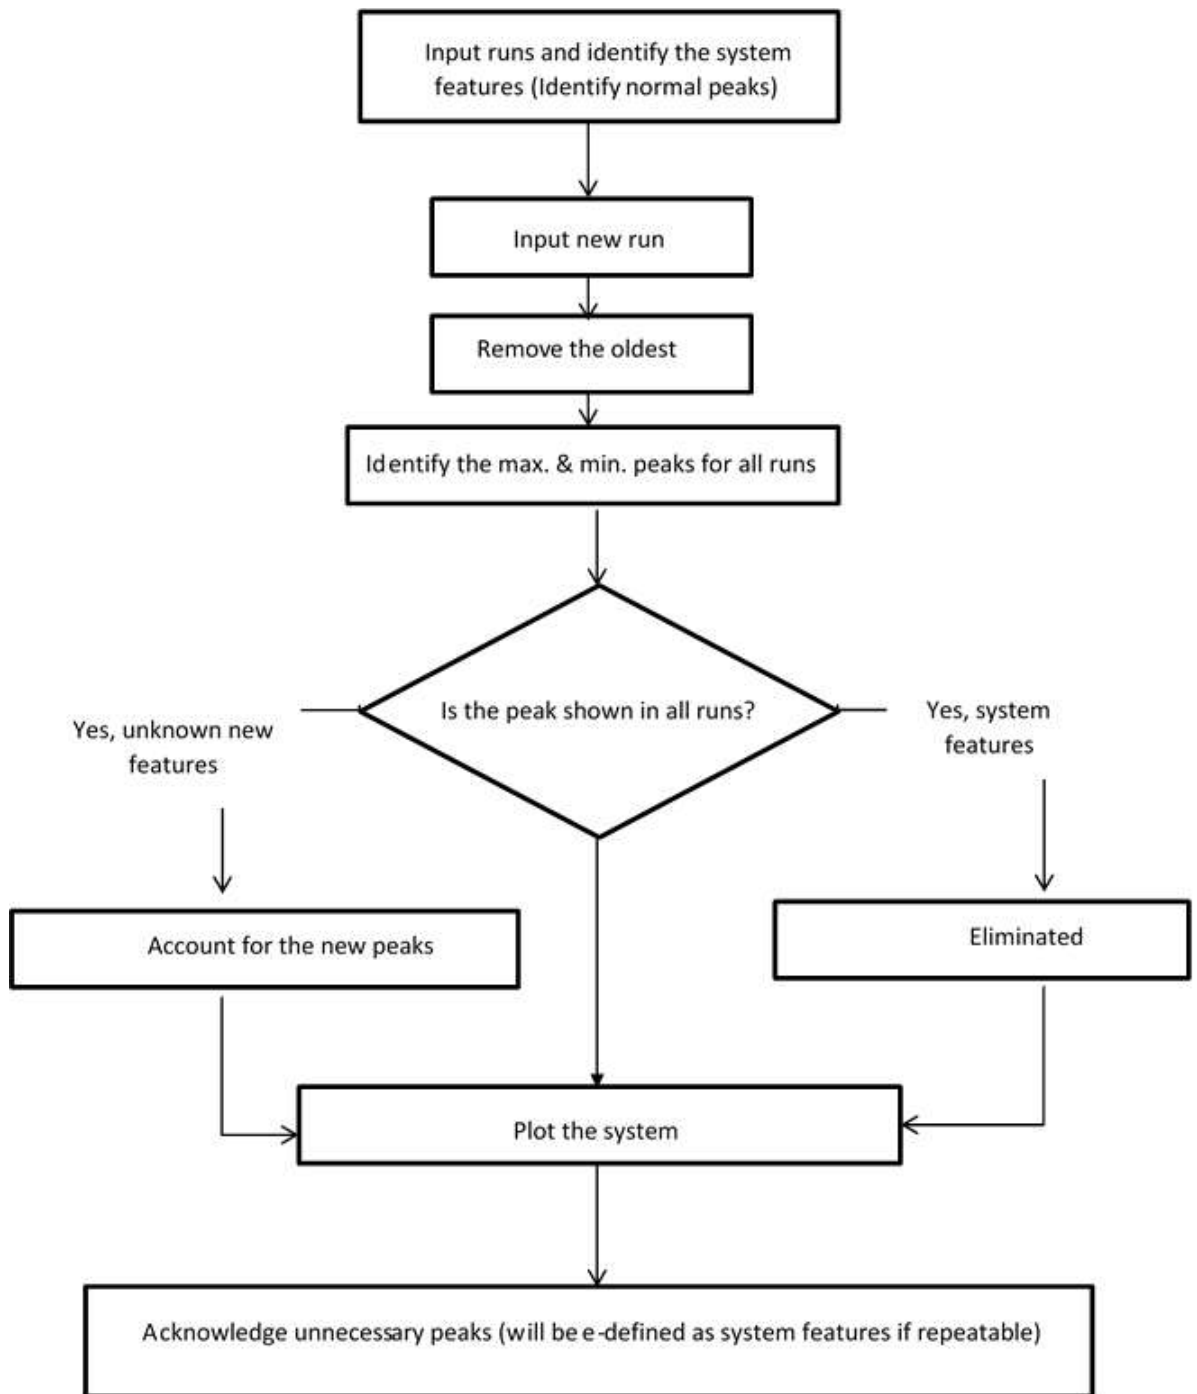 Input runs and identify the system
features (Identify normal peaks)
Input new run
Remove the oldest
Identify the max. & min. peaks for all runs
Is the peak shown in all runs?
Yes, unknown new
features
Yes, system
features
Account for the new peaks
Eliminated
Plot the system
Acknowledge unnecessary peaks (will be e-defined as system features if repeatable)